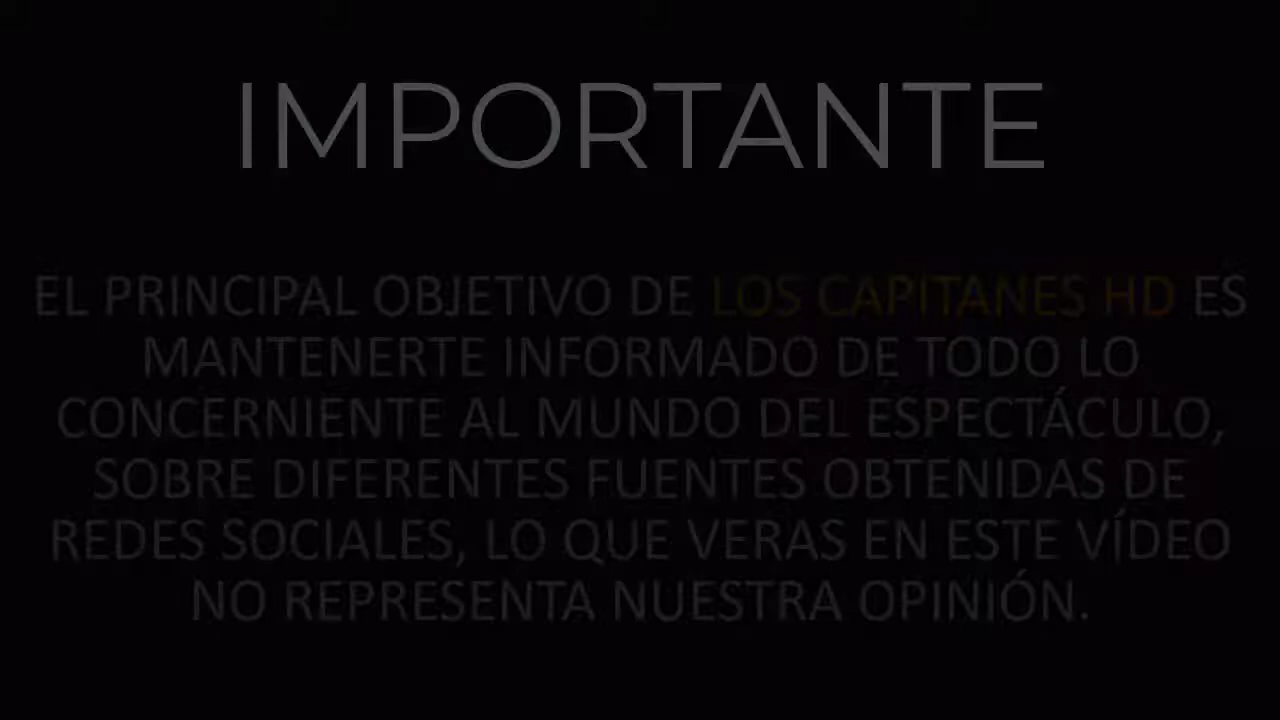 IMPORTANTE
EL PRINCIPAL OBJETIVO DE LOS CAPITANES HD ES
MANTENERTE INFORMADO DE TODO LO
CONCERNIENTE AL MUNDO DEL ESPECTÁCULO,
SOBRE DIFERENTES FUENTES OBTENIDAS DE
REDES SOCIALES, LO QUE VERAS EN ESTE VÍDEO
NO REPRESENTA NUESTRA OPINIÓN.